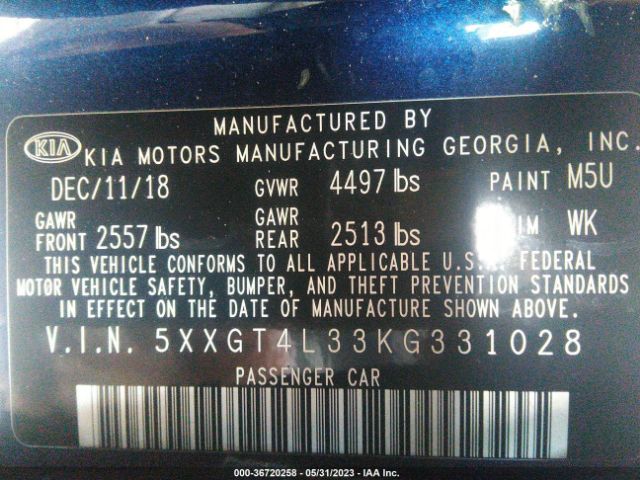 MANUFACTURED BY
KIA KIA MOTORS MANUFACTURING GEORGIA, INC.
DEC/11/18 GVWR 4497 lbs PAINT M5U
GAWR FRONT 2557 lbs GAWR REAR 2513 lbs WK
THIS VEHICLE CONFORMS TO ALL APPLICABLE FEDERAL
MOTOR VEHICLE SAFETY, BUMPER, AND THEFT PREVENTION STANDARDS
IN EFFECT ON THE DATE OF MANUFACTURE SHOWN ABOVE.
V.I.N. 5XXGT4L33KG331028
PASSENGER CAR
000-36720258 - 05/31/2023 - IAA Inc.